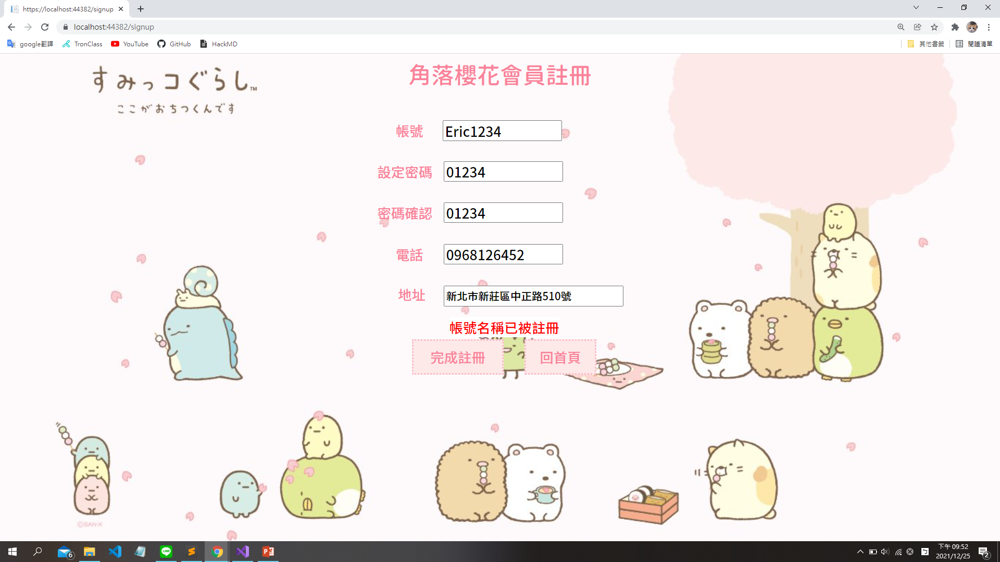 https://localhost:44382/signup
localhost:44382/signup
google翻譯
TronClass
YouTube
GitHub
HackMD
其他書籤
閱讀清單
すみっコぐらし™
ここがおちつくんです
角落櫻花會員註冊
帳號
Eric1234
設定密碼
01234
密碼確認
01234
電話
0968126452
地址
新北市新莊區中正路510號
帳號名稱已被註冊
完成註冊
回首頁
©SAN-X
6
LINE
下午 09:52
2021/12/25
2